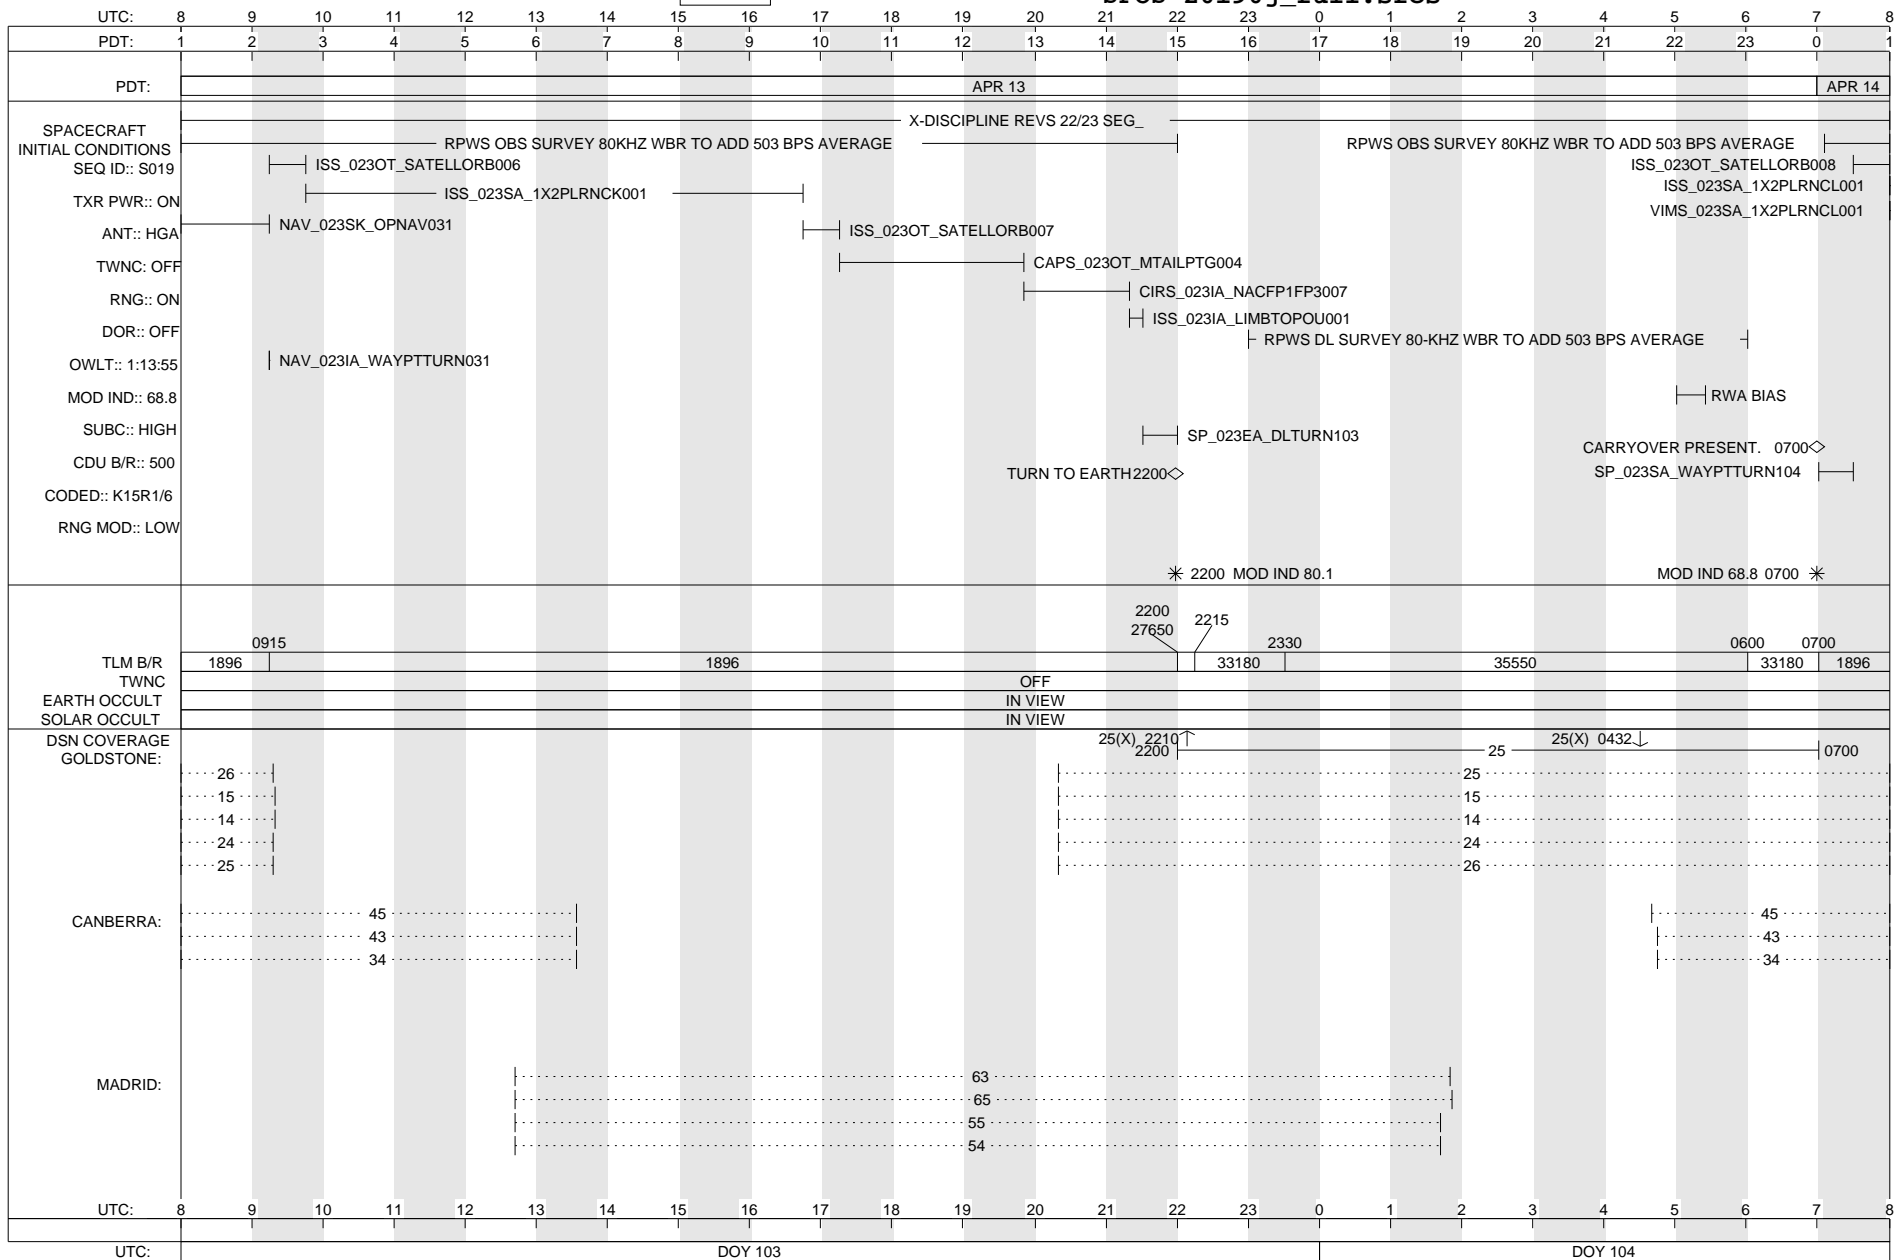 UTC: 8 9 10 11 12 13 14 15 16 17 18 19 20 21 22 23 0 1 2 3 4 5 6 7 8
PDT: 1 2 3 4 5 6 7 8 9 10 11 12 13 14 15 16 17 18 19 20 21 22 23 0 1
PDT: APR 13 APR 14
SPACECRAFT
INITIAL CONDITIONS
SEQ ID:: S019
TXR PWR:: ON
ANT:: HGA
TWNC: OFF
RNG:: ON
DOR:: OFF
OWLT:: 1:13:55
MOD IND:: 68.8
SUBC:: HIGH
CDU B/R:: 500
CODED:: K15R1/6
RNG MOD:: LOW
X-DISCIPLINE REVS 22/23 SEG_
RPWS OBS SURVEY 80KHZ WBR TO ADD 503 BPS AVERAGE RPWS OBS SURVEY 80KHZ WBR TO ADD 503 BPS AVERAGE
ISS_023OT_SATELLORB006 ISS_023OT_SATELLORB008
ISS_023SA_1X2PLRNCK001 ISS_023SA_1X2PLRNCL001
VIMS_023SA_1X2PLRNCL001
NAV_023SK_OPNAV031 ISS_023OT_SATELLORB007
CAPS_023OT_MTAILPTG004
CIRS_023IA_NACFP1FP3007
ISS_023IA_LIMBTOPOU001
RPWS DL SURVEY 80-KHZ WBR TO ADD 503 BPS AVERAGE
NAV_023IA_WAYPTTURN031
RWA BIAS
SP_023EA_DLTURN103
CARRYOVER PRESENT. 0700
TURN TO EARTH 2200 SP_023SA_WAYPTTURN104
2200 MOD IND 80.1 MOD IND 68.8 0700
2200
27650 2215
0915 2330 0600 0700
TLM B/R 1896 1896 33180 35550 33180 1896
TWNC OFF
EARTH OCCULT IN VIEW
SOLAR OCCULT IN VIEW
DSN COVERAGE 25(X) 2210 25(X) 0432
GOLDSTONE: 2200 25 0700
26 25
15 15
14 14
24 24
25 26
CANBERRA: 45 45
43 43
34 34
MADRID: 63
65
55
54
UTC: 8 9 10 11 12 13 14 15 16 17 18 19 20 21 22 23 0 1 2 3 4 5 6 7 8
UTC: DOY 103 DOY 104